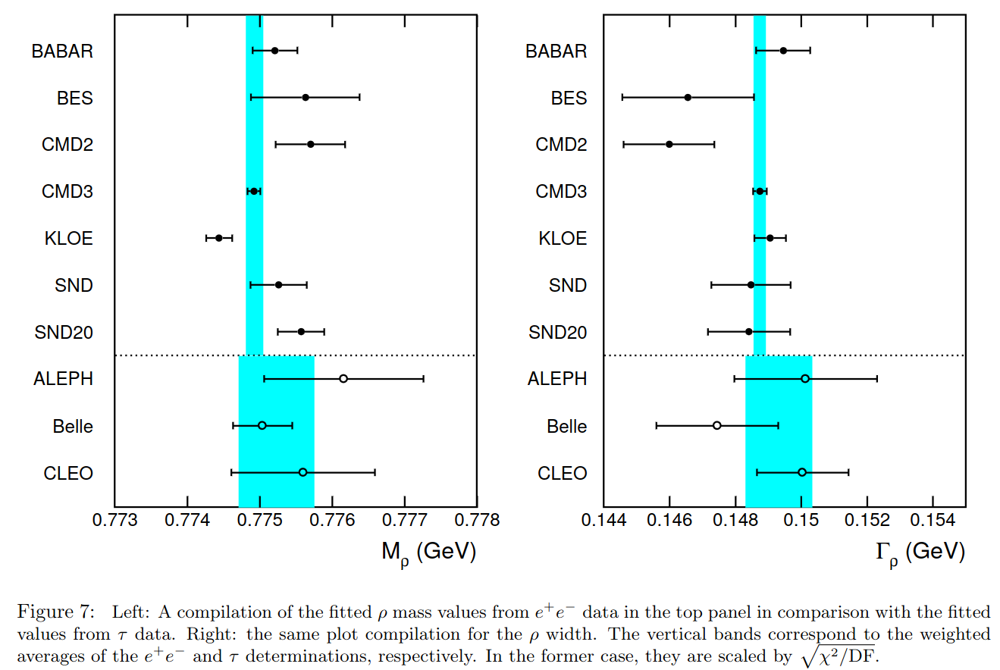 BABAR
BES
CMD2
CMD3
KLOE
SND
SND20
ALEPH
Belle
CLEO
0.773 0.774 0.775 0.776 0.777 0.778
Mρ (GeV)
BABAR
BES
CMD2
CMD3
KLOE
SND
SND20
ALEPH
Belle
CLEO
0.144 0.146 0.148 0.15 0.152 0.154
Γρ (GeV)
Figure 7: Left: A compilation of the fitted ρ mass values from e⁺e⁻ data in the top panel in comparison with the fitted
values from τ data. Right: the same plot compilation for the ρ width. The vertical bands correspond to the weighted
averages of the e⁺e⁻ and τ determinations, respectively. In the former case, they are scaled by √χ²/DF.